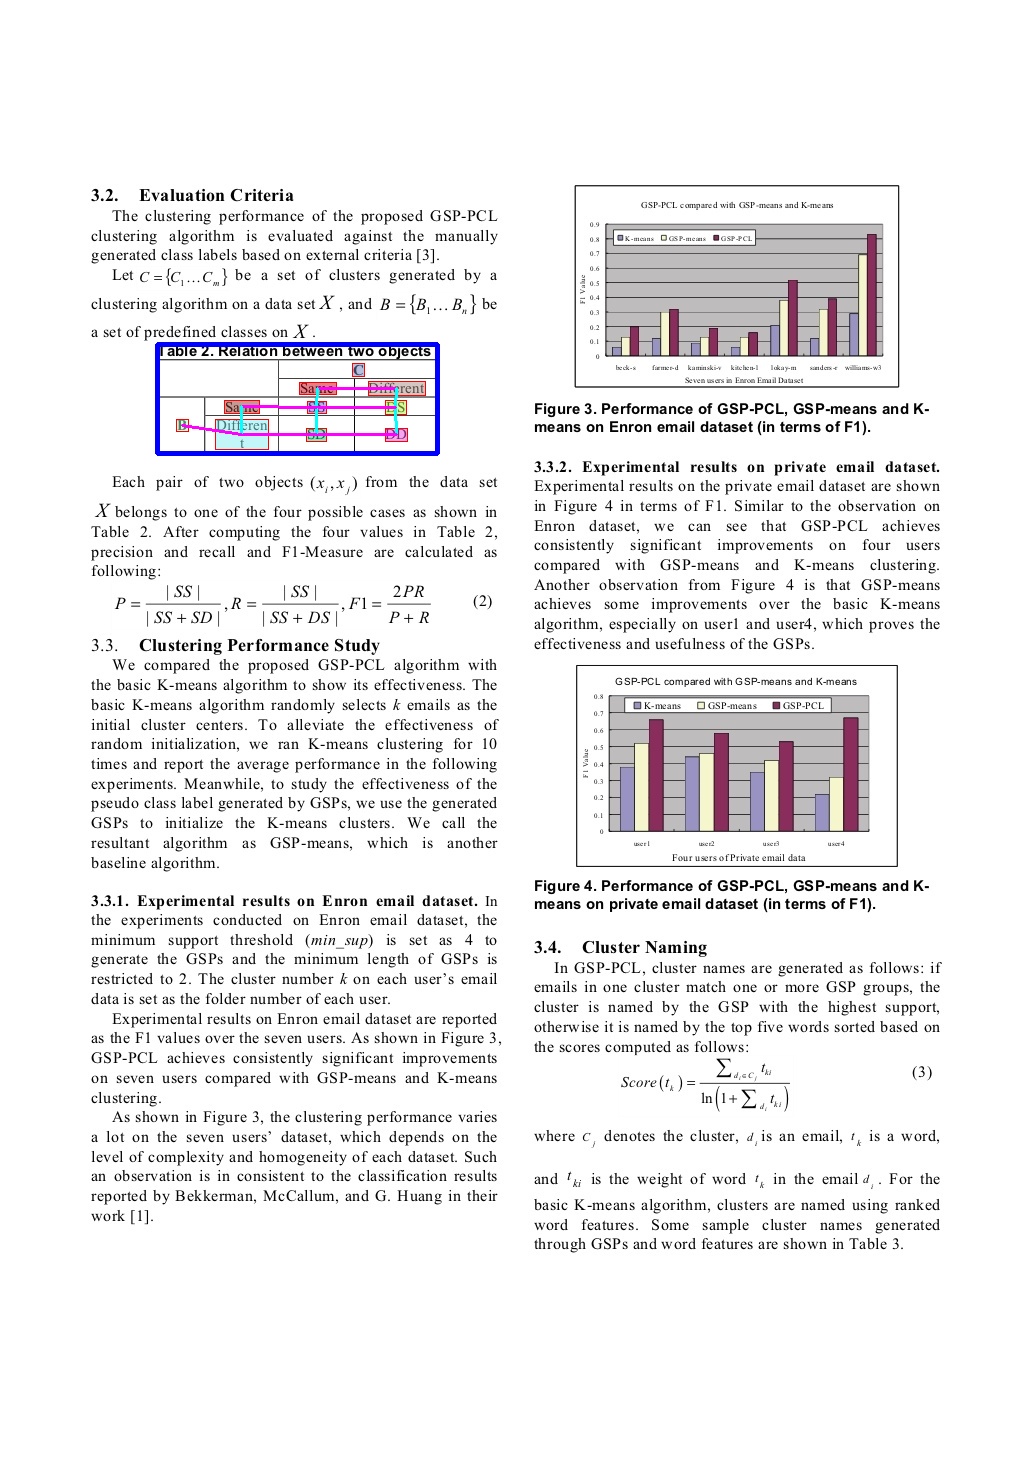 3.2. Evaluation Criteria
The clustering performance of the proposed GSP-PCL
clustering algorithm is evaluated against the manually
generated class labels based on external criteria [3].
Let C = {C₁ … Cₘ} be a set of clusters generated by a
clustering algorithm on a data set X , and B = {B₁ … Bₙ} be
a set of predefined classes on X .
Table 2. Relation between two objects
C
Same Different
B Same SS DS
Differen
t SD DD
Each pair of two objects (xᵢ, xⱼ) from the data set
X belongs to one of the four possible cases as shown in
Table 2. After computing the four values in Table 2,
precision and recall and F1-Measure are calculated as
following:
P = | SS | / | SS + SD | , R = | SS | / | SS + DS | , F1 = 2PR / P + R (2)
3.3. Clustering Performance Study
We compared the proposed GSP-PCL algorithm with
the basic K-means algorithm to show its effectiveness. The
basic K-means algorithm randomly selects k emails as the
initial cluster centers. To alleviate the effectiveness of
random initialization, we ran K-means clustering for 10
times and report the average performance in the following
experiments. Meanwhile, to study the effectiveness of the
pseudo class label generated by GSPs, we use the generated
GSPs to initialize the K-means clusters. We call the
resultant algorithm as GSP-means, which is another
baseline algorithm.
3.3.1. Experimental results on Enron email dataset. In
the experiments conducted on Enron email dataset, the
minimum support threshold (min_sup) is set as 4 to
generate the GSPs and the minimum length of GSPs is
restricted to 2. The cluster number k on each user's email
data is set as the folder number of each user.
Experimental results on Enron email dataset are reported
as the F1 values over the seven users. As shown in Figure 3,
GSP-PCL achieves consistently significant improvements
on seven users compared with GSP-means and K-means
clustering.
As shown in Figure 3, the clustering performance varies
a lot on the seven users' dataset, which depends on the
level of complexity and homogeneity of each dataset. Such
an observation is in consistent to the classification results
reported by Bekkerman, McCallum, and G. Huang in their
work [1].
GSP-PCL compared with GSP-means and K-means
0.9
0.8
0.7
0.6
0.5
0.4
0.3
0.2
0.1
0
F1 Value
K-means GSP-means GSP-PCL
beck-s farmer-d kaminski-v kitchen-l lokay-m sanders-r williams-w3
Seven users in Enron Email Dataset
Figure 3. Performance of GSP-PCL, GSP-means and K-
means on Enron email dataset (in terms of F1).
3.3.2. Experimental results on private email dataset.
Experimental results on the private email dataset are shown
in Figure 4 in terms of F1. Similar to the observation on
Enron dataset, we can see that GSP-PCL achieves
consistently significant improvements on four users
compared with GSP-means and K-means clustering.
Another observation from Figure 4 is that GSP-means
achieves some improvements over the basic K-means
algorithm, especially on user1 and user4, which proves the
effectiveness and usefulness of the GSPs.
GSP-PCL compared with GSP-means and K-means
0.8
0.7
0.6
0.5
0.4
0.3
0.2
0.1
0
F1 Value
K-means GSP-means GSP-PCL
user1 user2 user3 user4
Four users of Private email data
Figure 4. Performance of GSP-PCL, GSP-means and K-
means on private email dataset (in terms of F1).
3.4. Cluster Naming
In GSP-PCL, cluster names are generated as follows: if
emails in one cluster match one or more GSP groups, the
cluster is named by the GSP with the highest support,
otherwise it is named by the top five words sorted based on
the scores computed as follows:
Score(t_k) = ∑_{d_i∈C_j} t_ki / ln(1 + ∑_{d_i} t_ki) (3)
where C_j denotes the cluster, d_i is an email, t_k is a word,
and t_ki is the weight of word t_k in the email d_i . For the
basic K-means algorithm, clusters are named using ranked
word features. Some sample cluster names generated
through GSPs and word features are shown in Table 3.